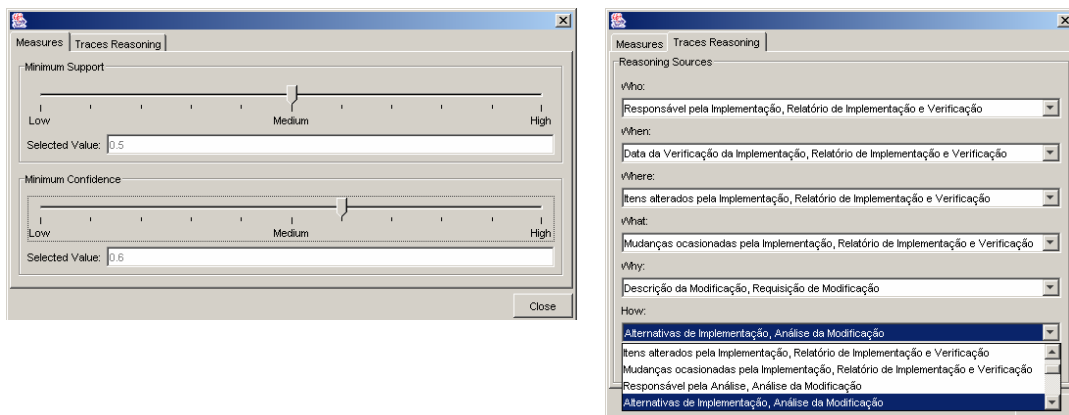 Measures Traces Reasoning
Minimum Support
Low Medium High
Selected Value: 0.5
Minimum Confidence
Low Medium High
Selected Value: 0.6
Close
Measures Traces Reasoning
Reasoning Sources
Who:
Responsável pela Implementação, Relatório de Implementação e Verificação
When:
Data da Verificação da Implementação, Relatório de Implementação e Verificação
Where:
Itens alterados pela Implementação, Relatório de Implementação e Verificação
What:
Mudanças ocasionadas pela Implementação, Relatório de Implementação e Verificação
Why:
Descrição da Modificação, Requisição de Modificação
How:
Alternativas de Implementação, Análise da Modificação
Itens alterados pela Implementação, Relatório de Implementação e Verificação
Mudanças ocasionadas pela Implementação, Relatório de Implementação e Verificação
Responsável pela Análise, Análise da Modificação
Alternativas de Implementação, Análise da Modificação